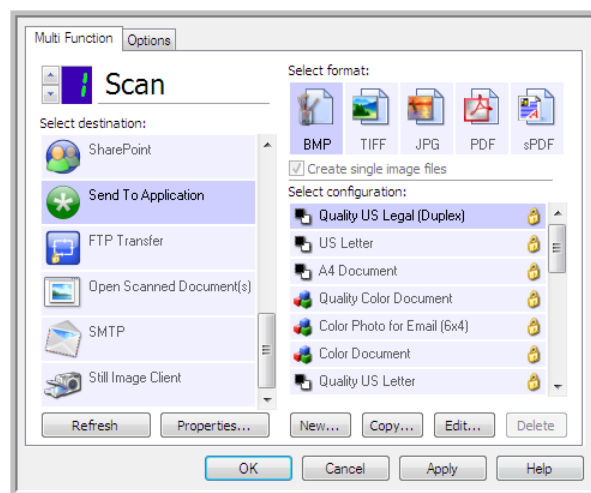 Multi Function
Options
1
Scan
Select destination:
SharePoint
Send To Application
FTP Transfer
Open Scanned Document(s)
SMTP
Still Image Client
Refresh
Properties...
Select format:
BMP
TIFF
JPG
PDF
sPDF
Create single image files
Select configuration:
Quality US Legal (Duplex)
US Letter
A4 Document
Quality Color Document
Color Photo for Email (6x4)
Color Document
Quality US Letter
New...
Copy...
Edit...
Delete
OK
Cancel
Apply
Help